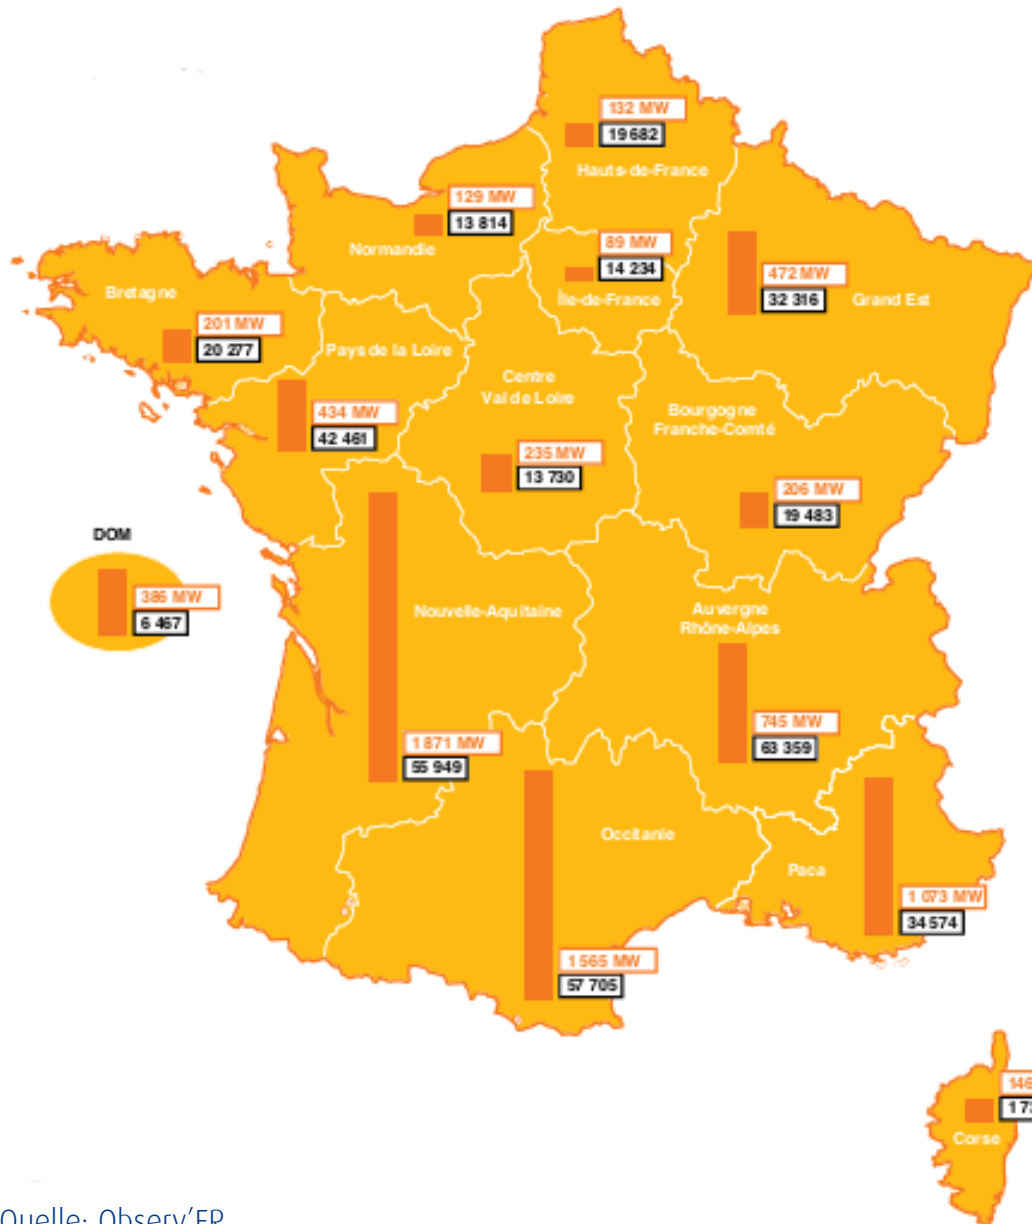 132 MW
19 682
Hauts-de-France
129 MW
13 814
Normandie
89 MW
14 234
Île-de-France
472 MW
32 316
Grand Est
Bretagne
201 MW
20 277
Pays de la Loire
434 MW
42 461
Centre
Val de Loire
235 MW
13 730
Bourgogne
Franche-Comté
206 MW
19 483
DOM
386 MW
6 467
Nouvelle-Aquitaine
1 871 MW
55 949
Auvergne
Rhône-Alpes
745 MW
63 359
Occitanie
1 565 MW
57 705
Paca
1 073 MW
34 574
146
Corse
Quelle: Observ'ER